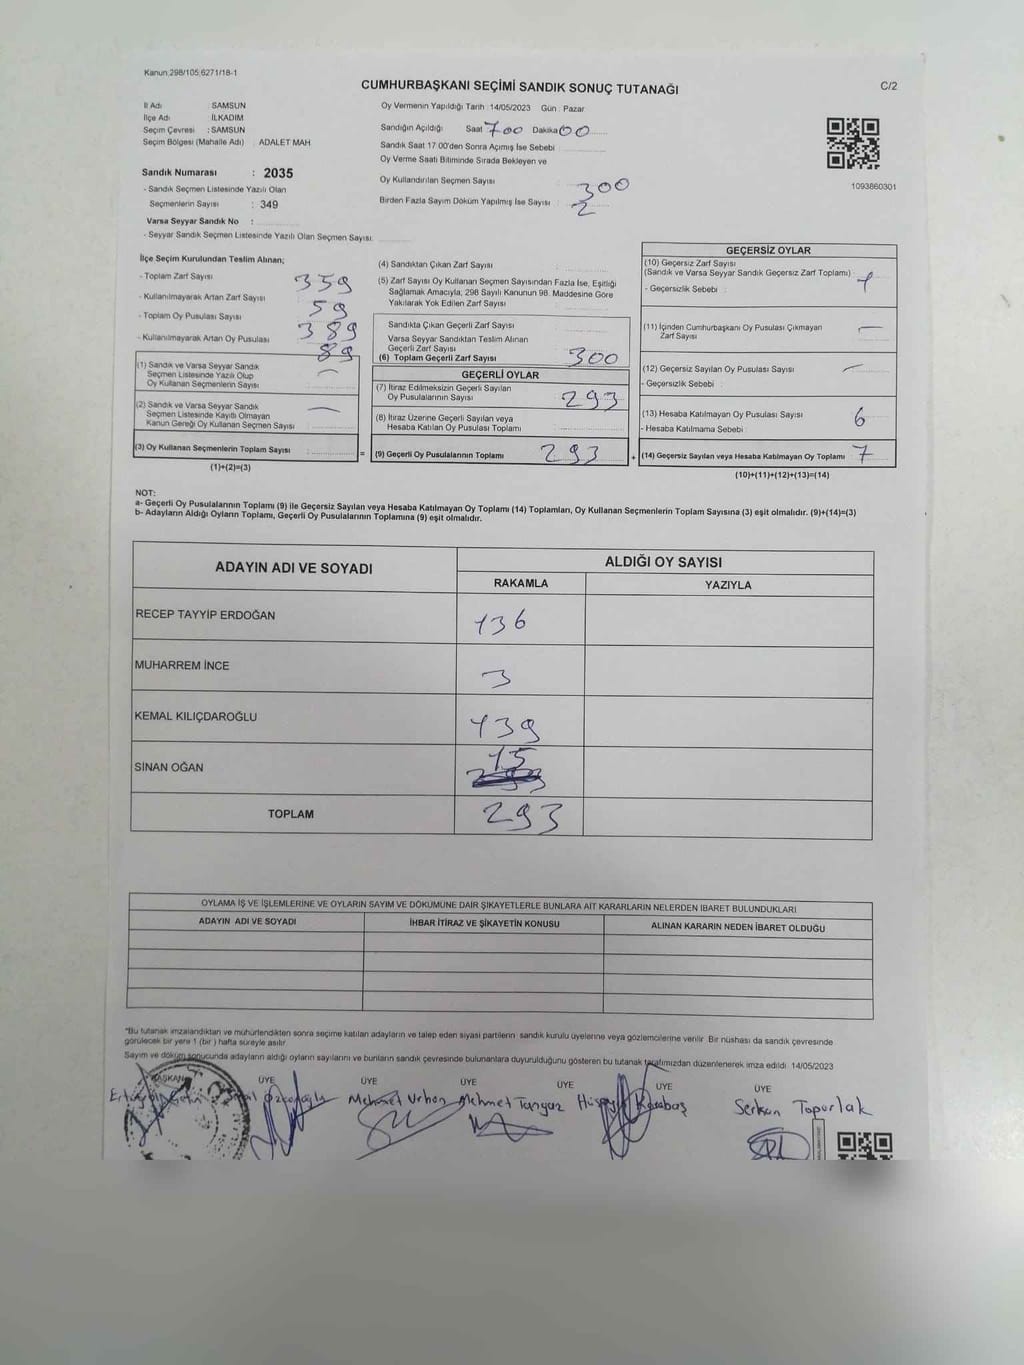 Kanun:298/105;6271/18-1
CUMHURBAŞKANI SEÇİMİ SANDIK SONUÇ TUTANAĞI
C/2
İl Adı : SAMSUN
İlçe Adı : İLKADIM
Seçim Çevresi : SAMSUN
Seçim Bölgesi (Mahalle Adı) : ADALET MAH
Sandık Numarası : 2035
- Sandık Seçmen Listesinde Yazılı Olan
Seçmenlerin Sayısı : 349
Varsa Seyyar Sandık No :
- Seyyar Sandık Seçmen Listesinde Yazılı Olan Seçmen Sayısı:
Oy Vermenin Yapıldığı Tarih : 14/05/2023 Gün : Pazar
Sandığın Açıldığı Saat 700 Dakika 00
Sandık Saat 17.00'den Sonra Açılmış İse Sebebi :
Oy Verme Saati Bitiminde Sırada Bekleyen ve
Oy Kullandırılan Seçmen Sayısı : 300
Birden Fazla Sayım Döküm Yapılmış İse Sayısı : 2
1093860301
İlçe Seçim Kurulundan Teslim Alınan;
- Toplam Zarf Sayısı : 359
- Kullanılmayarak Artan Zarf Sayısı : 59
- Toplam Oy Pusulası Sayısı : 389
- Kullanılmayarak Artan Oy Pusulası : 89
(1) Sandık ve Varsa Seyyar Sandık
Seçmen Listesinde Yazılı Olup
Oy Kullanan Seçmenlerin Sayısı : —
(2) Sandık ve Varsa Seyyar Sandık
Seçmen Listesinde Kayıtlı Olmayan
Kanun Gereği Oy Kullanan Seçmen Sayısı : —
(3) Oy Kullanan Seçmenlerin Toplam Sayısı :
(1)+(2)=(3)
=
(4) Sandıktan Çıkan Zarf Sayısı :
(5) Zarf Sayısı Oy Kullanan Seçmen Sayısından Fazla İse, Eşitliği
Sağlamak Amacıyla, 298 Sayılı Kanunun 98. Maddesine Göre
Yakılarak Yok Edilen Zarf Sayısı :
Sandıkta Çıkan Geçerli Zarf Sayısı :
Varsa Seyyar Sandıktan Teslim Alınan
Geçerli Zarf Sayısı :
(6) Toplam Geçerli Zarf Sayısı : 300
GEÇERLİ OYLAR
(7) İtiraz Edilmeksizin Geçerli Sayılan
Oy Pusulalarının Sayısı : 293
(8) İtiraz Üzerine Geçerli Sayılan veya
Hesaba Katılan Oy Pusulası Toplamı :
(9) Geçerli Oy Pusulalarının Toplamı : 293
+
GEÇERSİZ OYLAR
(10) Geçersiz Zarf Sayısı
(Sandık ve Varsa Seyyar Sandık Geçersiz Zarf Toplamı) : 1
- Geçersizlik Sebebi :
(11) İçinden Cumhurbaşkanı Oy Pusulası Çıkmayan
Zarf Sayısı : —
(12) Geçersiz Sayılan Oy Pusulası Sayısı : —
- Geçersizlik Sebebi :
(13) Hesaba Katılmayan Oy Pusulası Sayısı : 6
- Hesaba Katılmama Sebebi :
(14) Geçersiz Sayılan veya Hesaba Katılmayan Oy Toplamı : 7
(10)+(11)+(12)+(13)=(14)
NOT:
a- Geçerli Oy Pusulalarının Toplamı (9) ile Geçersiz Sayılan veya Hesaba Katılmayan Oy Toplamı (14) Toplamları, Oy Kullanan Seçmenlerin Toplam Sayısına (3) eşit olmalıdır. (9)+(14)=(3)
b- Adayların Aldığı Oyların Toplamı, Geçerli Oy Pusulalarının Toplamına (9) eşit olmalıdır.
ADAYIN ADI VE SOYADI
ALDIĞI OY SAYISI
RAKAMLA YAZIYLA
RECEP TAYYİP ERDOĞAN 136
MUHARREM İNCE 3
KEMAL KILIÇDAROĞLU 139
SİNAN OĞAN 15
TOPLAM 293
OYLAMA İŞ VE İŞLEMLERİNE VE OYLARIN SAYIM VE DÖKÜMÜNE DAİR ŞİKAYETLERLE BUNLARA AİT KARARLARIN NELERDEN İBARET BULUNDUKLARI
ADAYIN ADI VE SOYADI İHBAR İTİRAZ VE ŞİKAYETİN KONUSU ALINAN KARARIN NEDEN İBARET OLDUĞU
*Bu tutanak imzalandıktan ve mühürlendikten sonra seçime katılan adayların ve talep eden siyasi partilerin sandık kurulu üyelerine veya gözlemcilerine verilir. Bir nüshası da sandık çevresinde
görülecek bir yere 1 (bir) hafta süreyle asılır
Sayım ve döküm sonucunda adayların aldığı oyların sayılarını ve bunların sandık çevresinde bulunanlara duyurulduğunu gösteren bu tutanak tarafımızdan düzenlenerek imza edildi. 14/05/2023
BAŞKAN ÜYE ÜYE ÜYE ÜYE ÜYE ÜYE
Mehmet Urhan Mehmet Tangaz Karabaş Serkan Toparlak